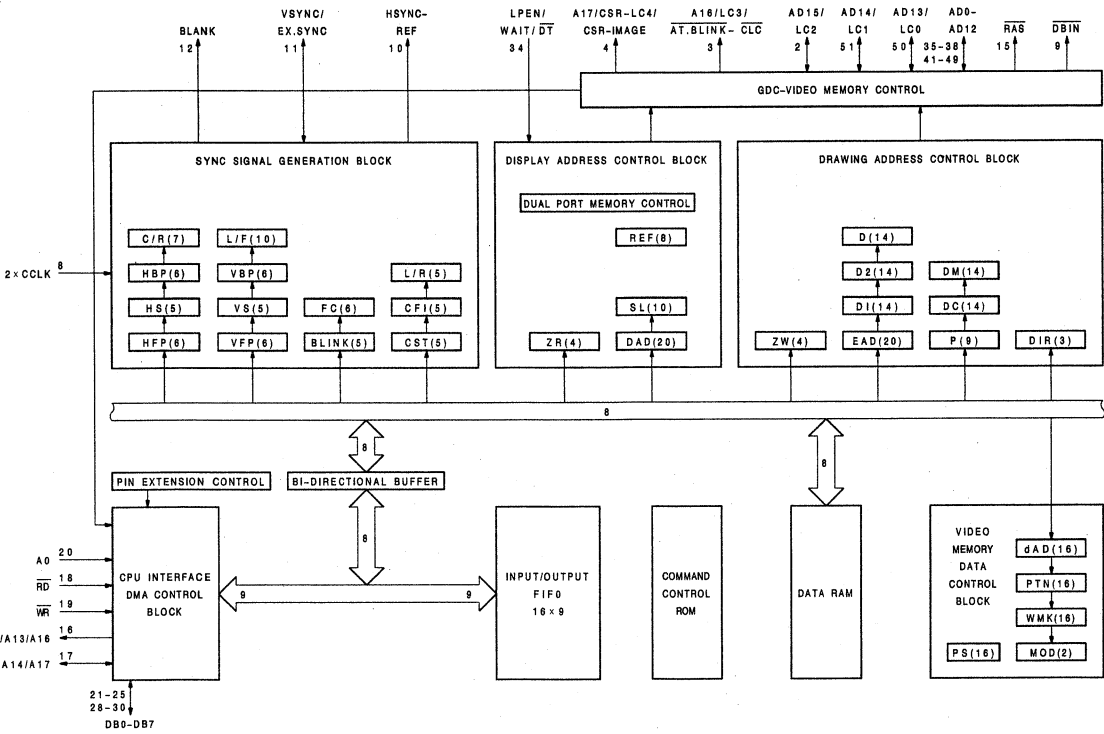 BLANK
12
VSYNC/
EX.SYNC
11
HSYNC-
REF
10
LPEN/
WAIT/DT
34
A17/CSR-LC4/
CSR-IMAGE
4
A16/LC3/
AT.BLINK- CLC
3
AD15/
LC2
2
AD14/
LC1
51
AD13/
LC0
50
AD0-
AD12
35-38
41-49
RAS
15
DBIN
9
GDC-VIDEO MEMORY CONTROL
SYNC SIGNAL GENERATION BLOCK
C/R(7)
L/F(10)
HBP(6)
VBP(6)
L/R(5)
HS(5)
VS(5)
FC(6)
CFI(5)
HFP(6)
VFP(6)
BLINK(5)
CST(5)
2×CCLK
8
DISPLAY ADDRESS CONTROL BLOCK
DUAL PORT MEMORY CONTROL
REF(8)
SL(10)
ZR(4)
DAD(20)
DRAWING ADDRESS CONTROL BLOCK
D(14)
D2(14)
DM(14)
DI(14)
DC(14)
ZW(4)
EAD(20)
P(9)
DIR(3)
8
8
8
PIN EXTENSION CONTROL
BI-DIRECTIONAL BUFFER
8
A0
20
RD
18
WR
19
/A13/A16
16
A14/A17
17
CPU INTERFACE
DMA CONTROL
BLOCK
9
9
INPUT/OUTPUT
FIFO
16×9
COMMAND
CONTROL
ROM
DATA RAM
VIDEO
MEMORY
DATA
CONTROL
BLOCK
dAD(16)
PTN(16)
WMK(16)
PS(16)
MOD(2)
21-25
28-30
DB0-DB7